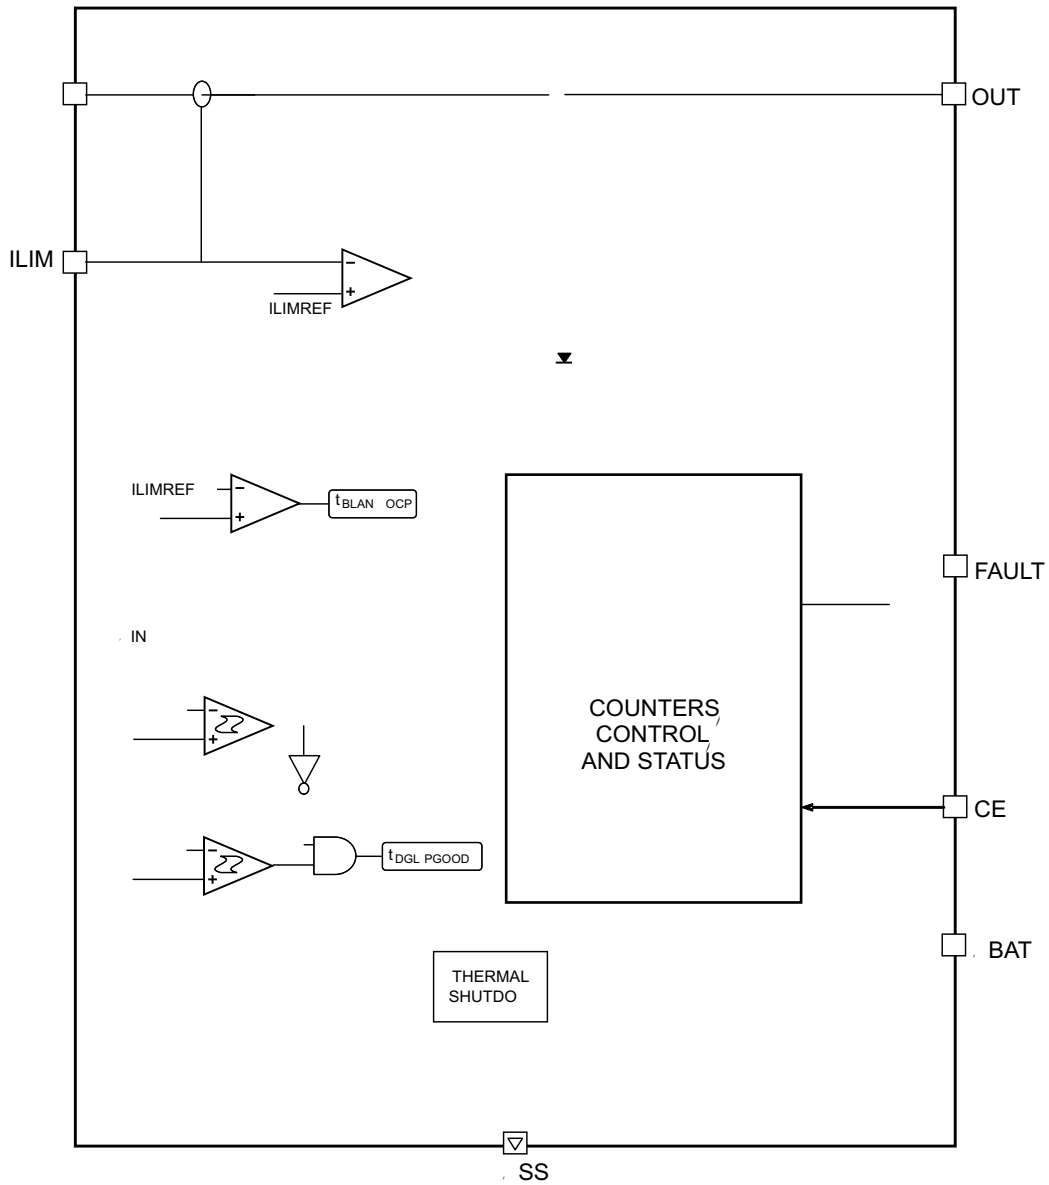 OUT
ILIM
ILIMREF
ILIMREF
tBLAN OCP
FAULT
IN
COUNTERS,
CONTROL,
AND STATUS
CE
tDGL PGOOD
BAT
THERMAL
SHUTDO
SS